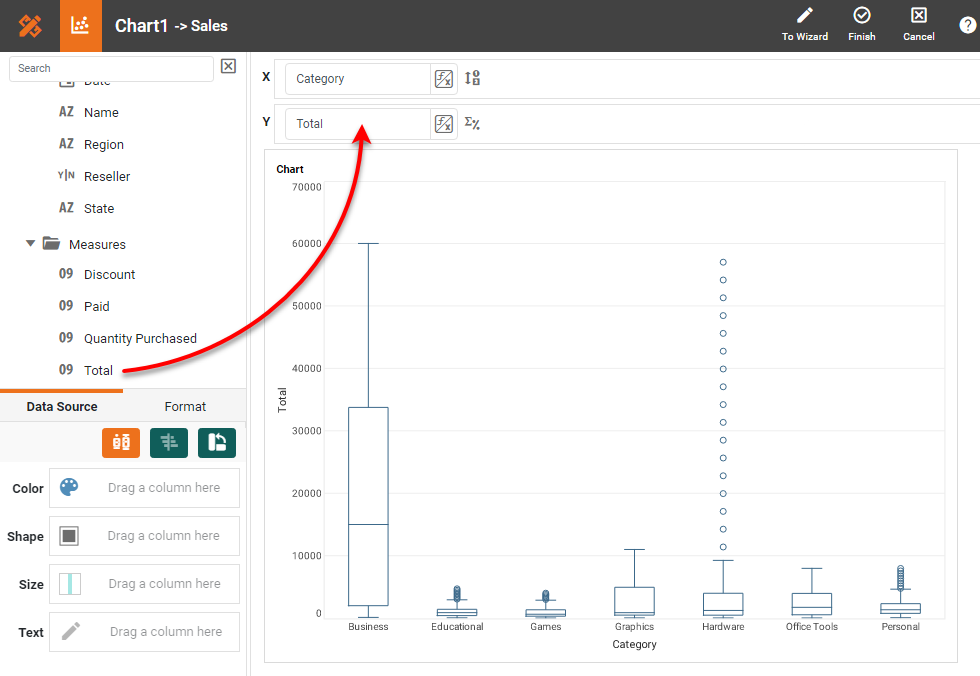 Chart1 -> Sales
To Wizard
Finish
Cancel
?
Search
Date
AZ Name
AZ Region
Y|N Reseller
AZ State
Measures
09 Discount
09 Paid
09 Quantity Purchased
09 Total
Data Source
Format
Color
Drag a column here
Shape
Drag a column here
Size
Drag a column here
Text
Drag a column here
X Category
Y Total
Chart
70000
60000
50000
40000
30000
20000
10000
0
Total
Business Educational Games Graphics Hardware Office Tools Personal
Category